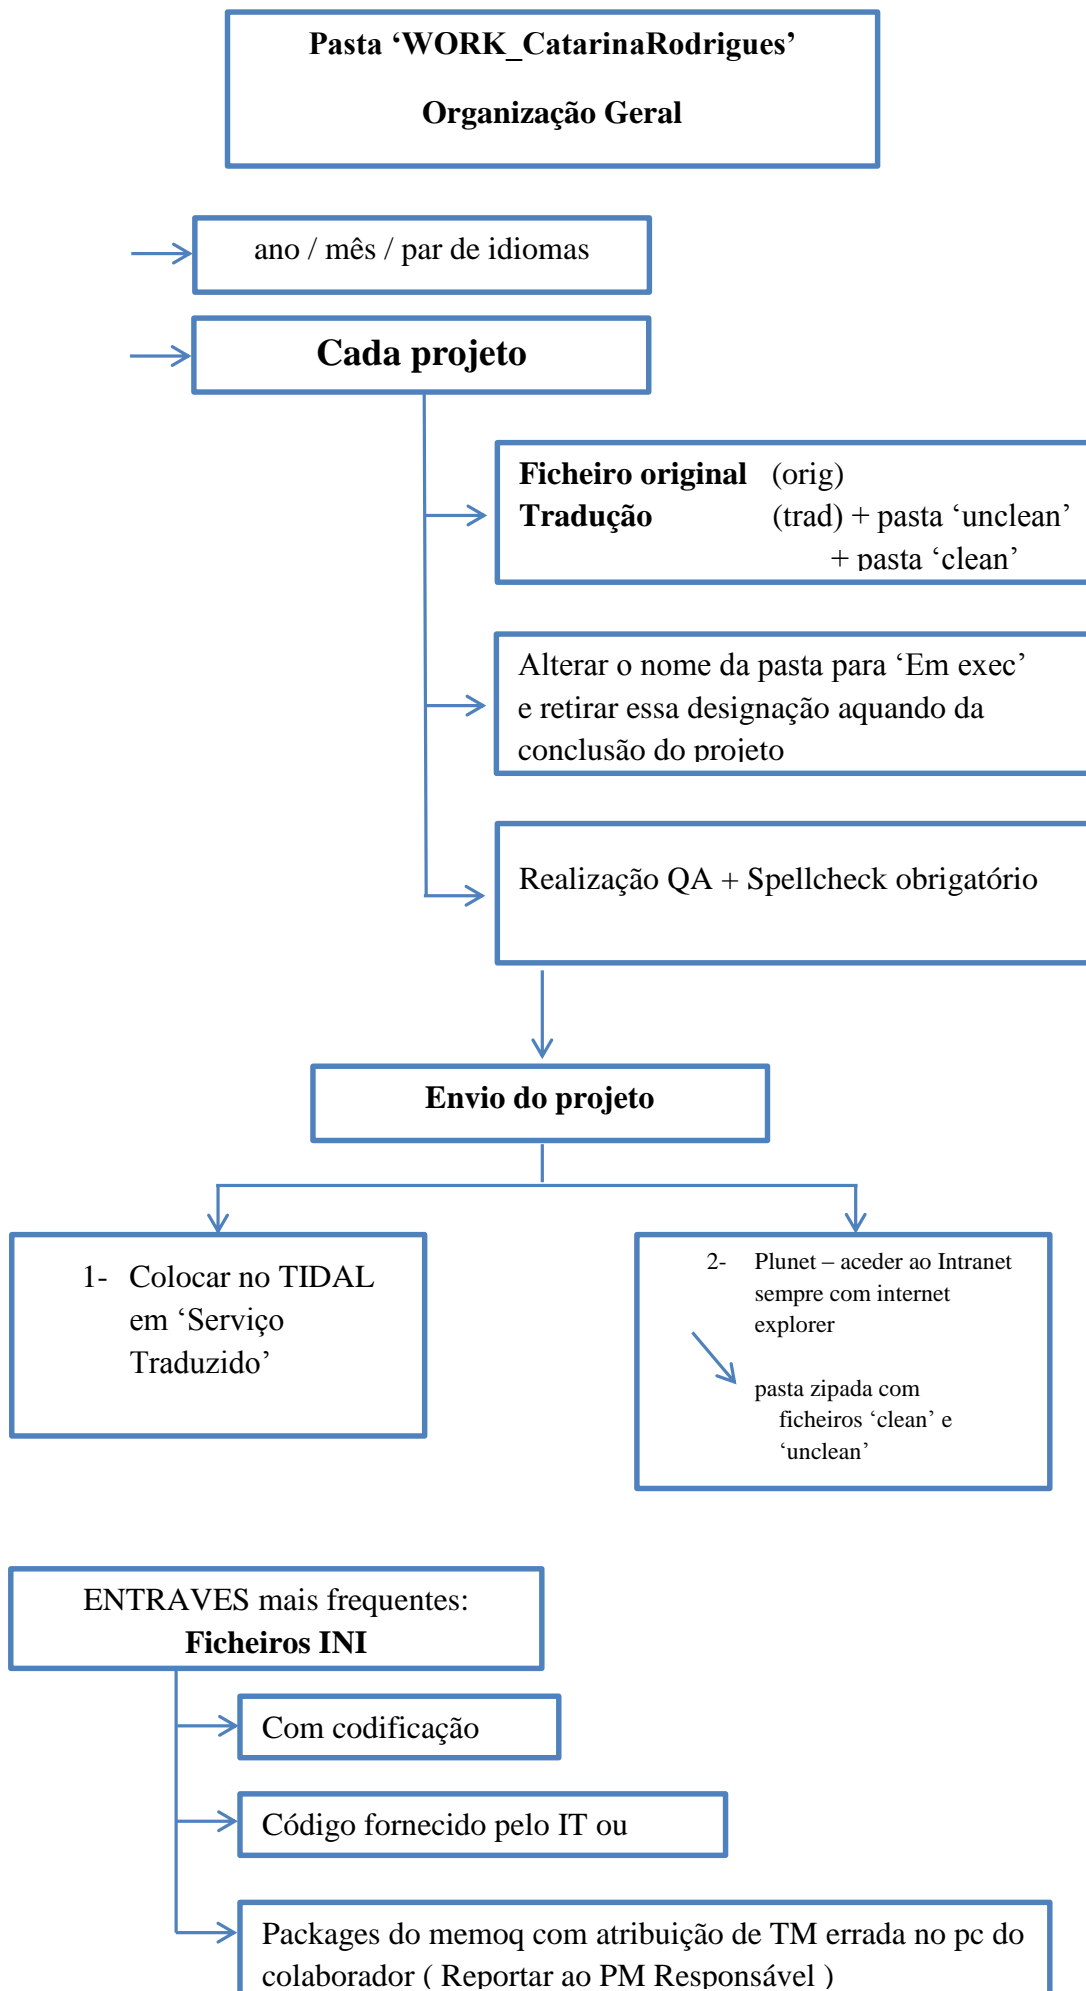 Pasta ‘WORK_CatarinaRodrigues’
Organização Geral
ano / mês / par de idiomas
Cada projeto
Ficheiro original (orig)
Tradução (trad) + pasta ‘unclean’
+ pasta ‘clean’
Alterar o nome da pasta para ‘Em exec’
e retirar essa designação aquando da
conclusão do projeto
Realização QA + Spellcheck obrigatório
Envio do projeto
1- Colocar no TIDAL
em ‘Serviço
Traduzido’
2- Plunet – aceder ao Intranet
sempre com internet
explorer
pasta zipada com
ficheiros ‘clean’ e
‘unclean’
ENTRAVES mais frequentes:
Ficheiros INI
Com codificação
Código fornecido pelo IT ou
Packages do memoq com atribuição de TM errada no pc do
colaborador ( Reportar ao PM Responsável )